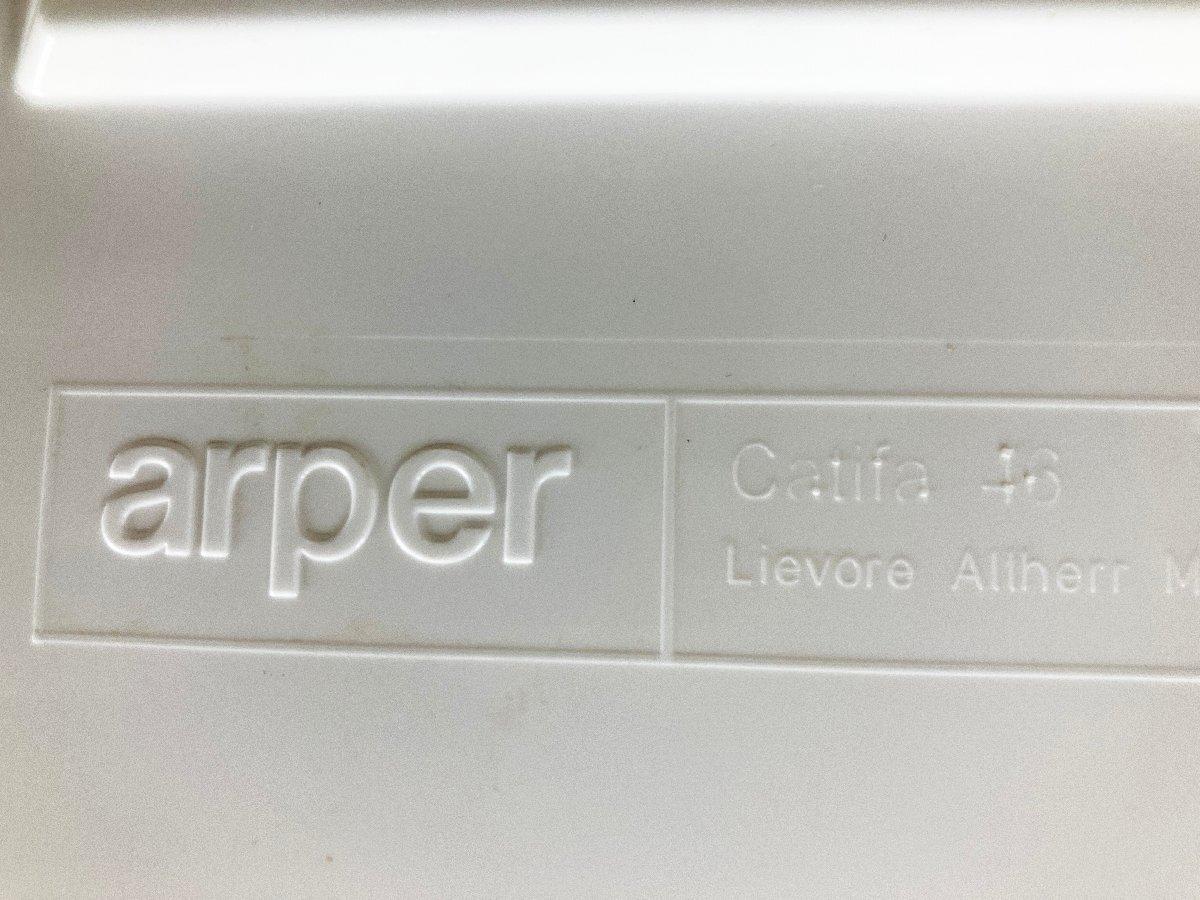 arper
Catifa 46
Lievore Altherr M